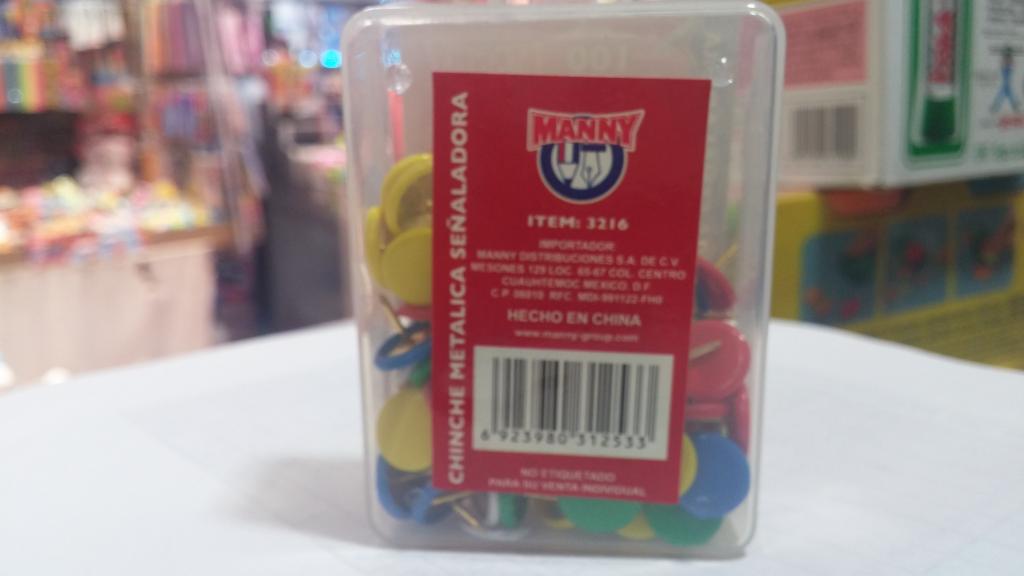 CHINCHE METALICA SEÑALADORA
MANNY
ITEM: 3216
IMPORTADOR:
MANNY DISTRIBUCIONES S.A. DE C.V.
MESONES 129 LOC. 65-67 COL. CENTRO
CUAUHTEMOC MEXICO. D.F
C.P. 06010 RFC. MDI-991122-FH0
HECHO EN CHINA
www.manny-group.com
6 923980 312533
NO ETIQUETADO
PARA SU VENTA INDIVIDUAL
100